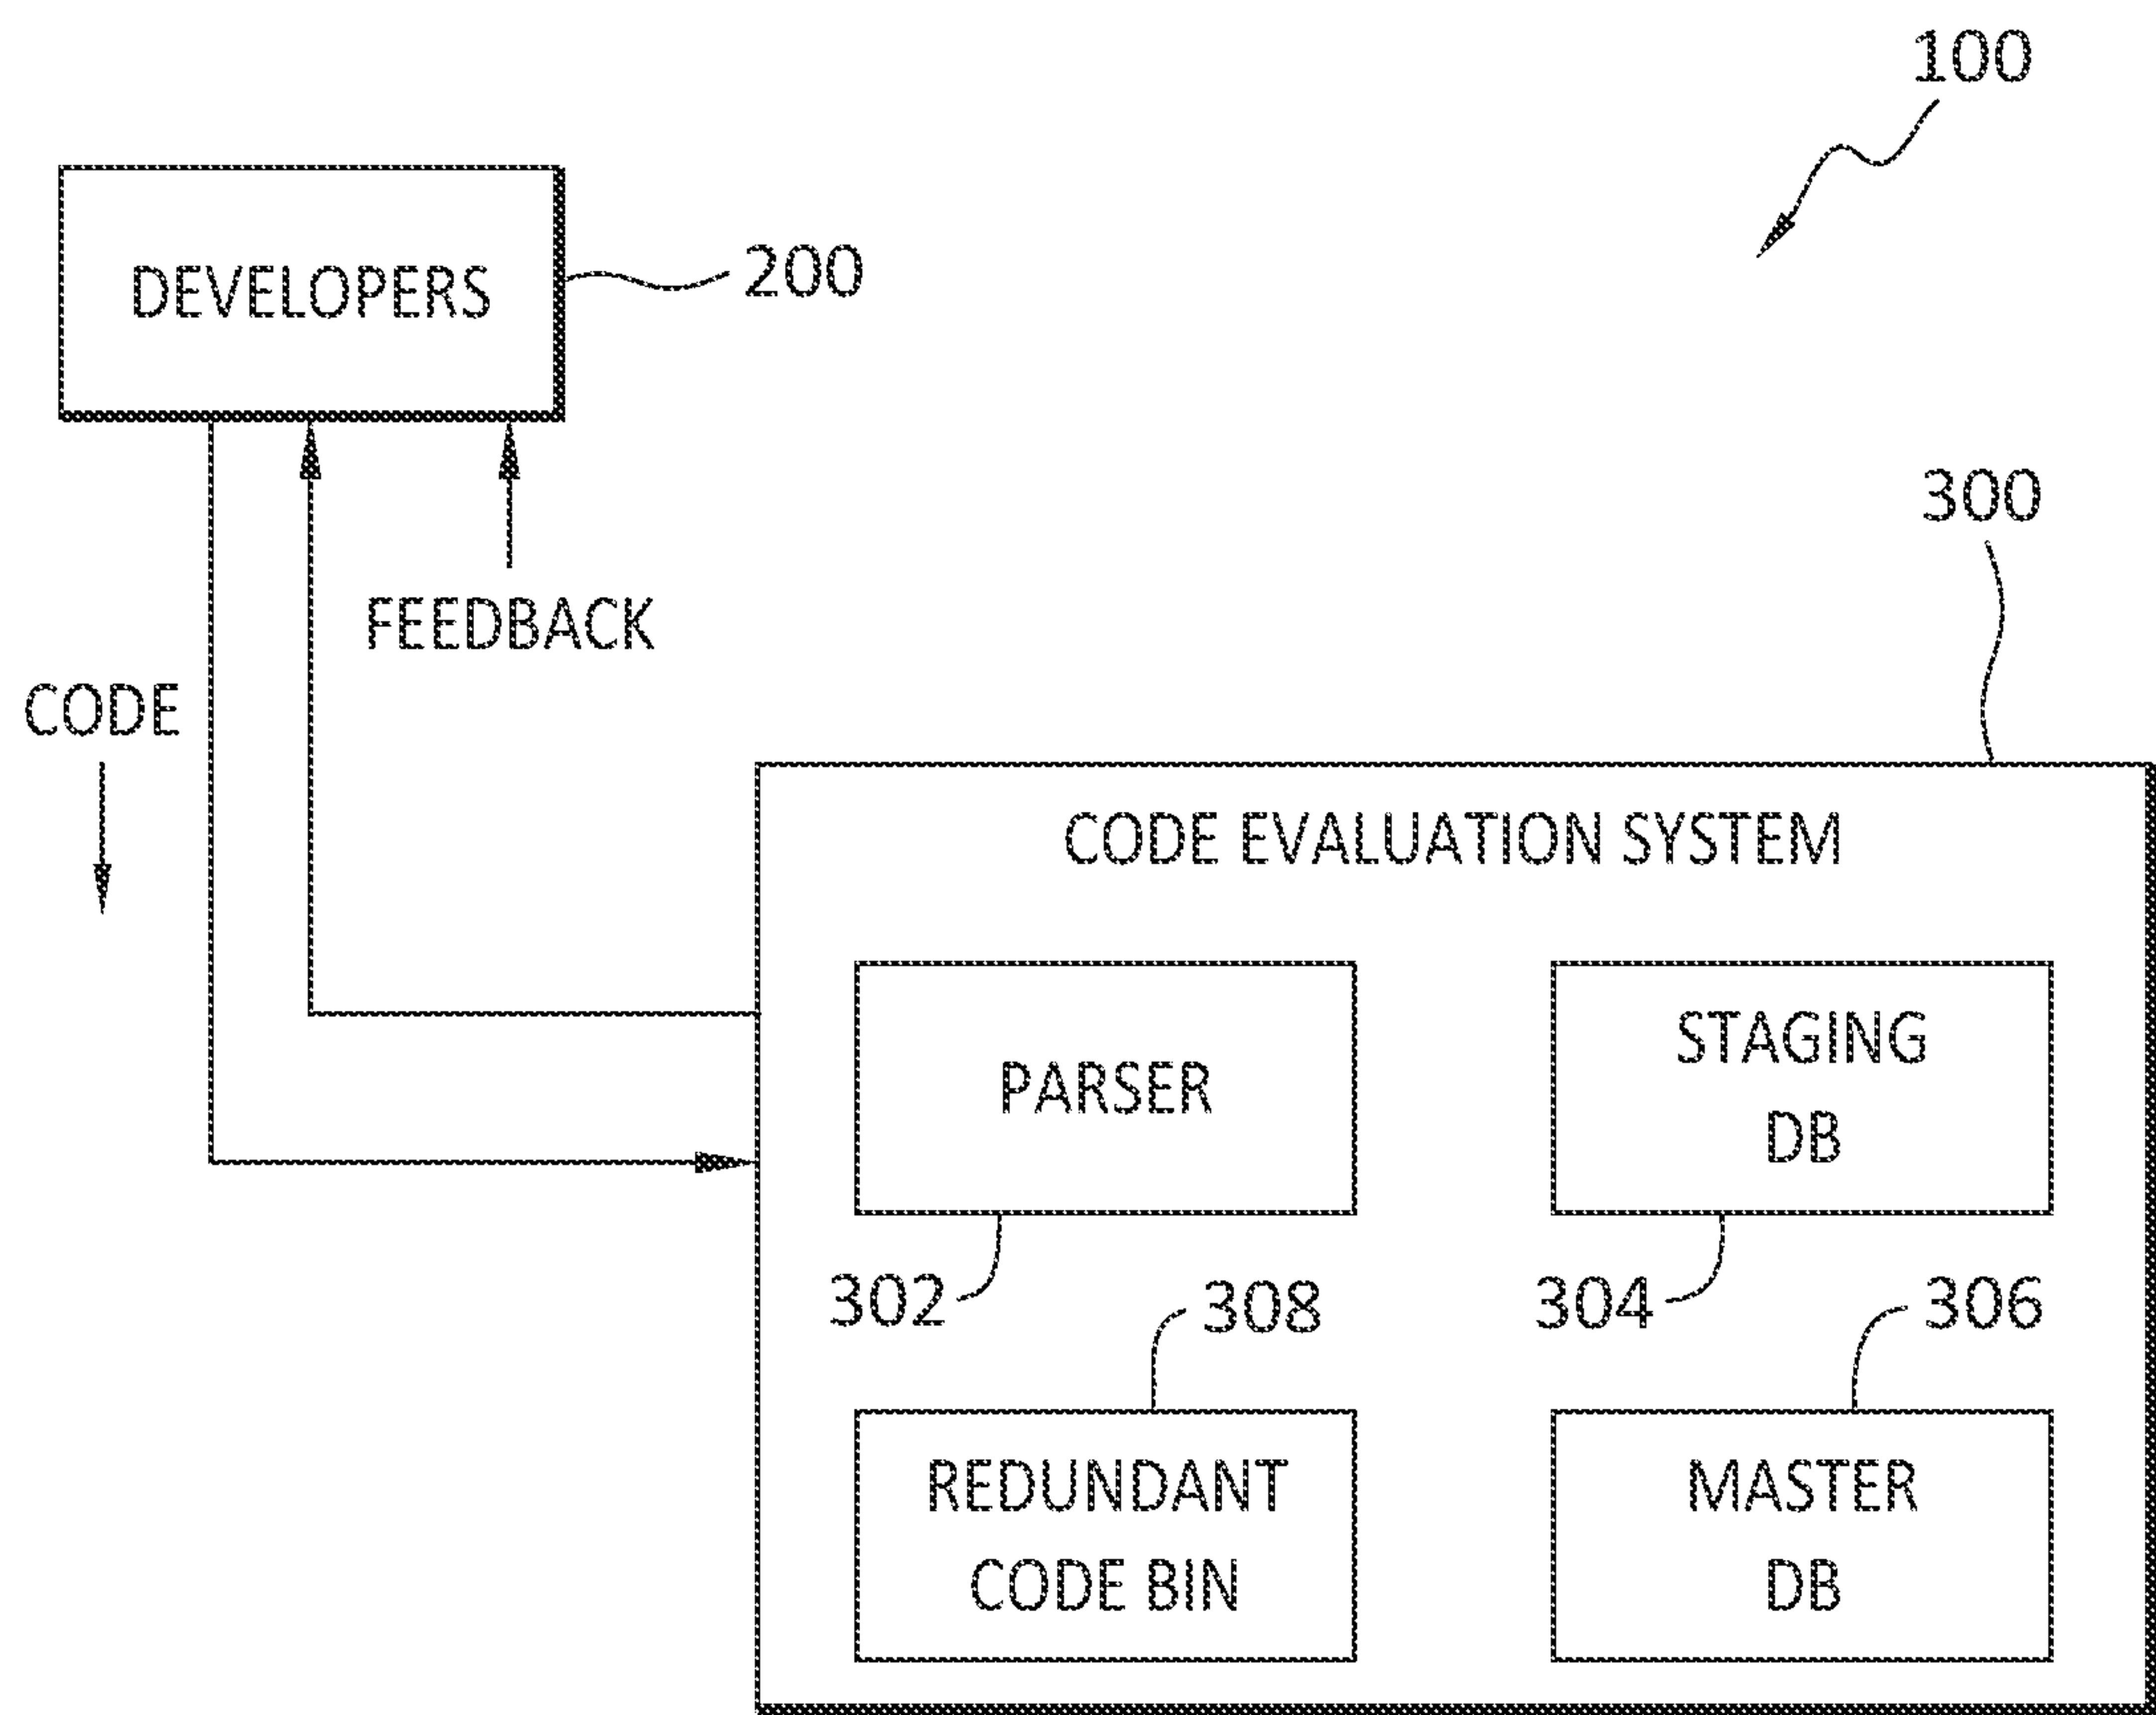 100
DEVELOPERS
200
FEEDBACK
CODE
300
CODE EVALUATION SYSTEM
PARSER
STAGING
DB
302
308
304
306
REDUNDANT
CODE BIN
MASTER
DB